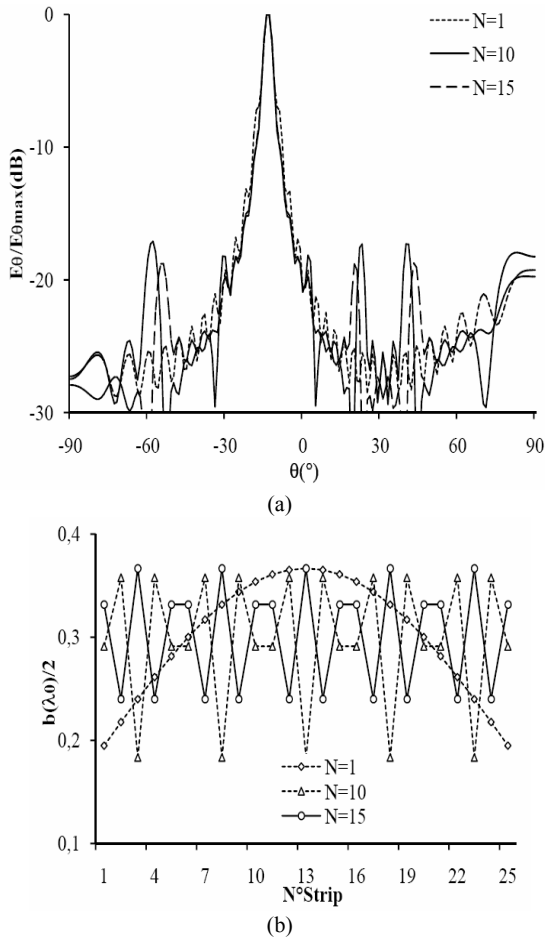 0
-10
-20
-30
Eθ/Eθmax(dB)
N=1
N=10
N=15
-90 -60 -30 0 30 60 90
θ(°)
(a)
0,4
0,3
0,2
0,1
b(λ0)/2
N=1
N=10
N=15
1 4 7 10 13 16 19 22 25
N°Strip
(b)